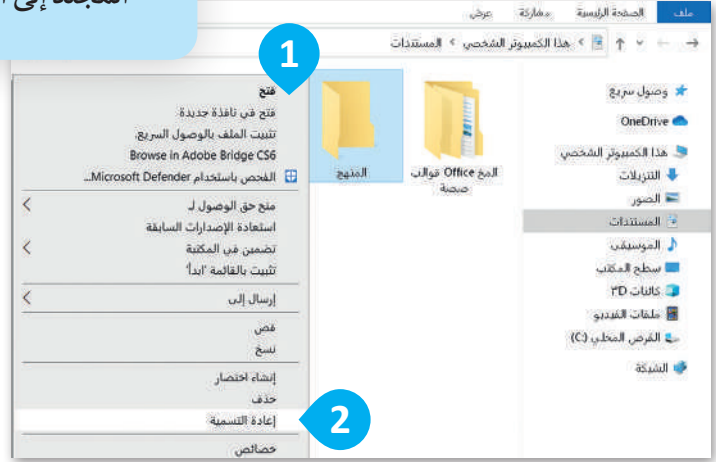 المجلد إلى ا
ملف
الصفحة الرئيسية
مشاركة
عرض
هذا الكمبيوتر الشخصي > المستندات
وصول سريع
OneDrive
هذا الكمبيوتر الشخصي
التنزيلات
الصور
المستندات
الموسيقى
سطح المكتب
كائنات ٣D
ملفات الفيديو
القرص المحلي (C:)
الشبكة
قوالب Office المخ
صصة
المنهج
1
فتح
فتح في نافذة جديدة
تثبيت الملف بالوصول السريع.
Browse in Adobe Bridge CS6
الفحص باستخدام Microsoft Defender...
منح حق الوصول لـ
استعادة الإصدارات السابقة
تضمين في المكتبة
تثبيت بالقائمة "ابدأ"
إرسال إلى
قص
نسخ
إنشاء اختصار
حذف
إعادة التسمية
2
خصائص